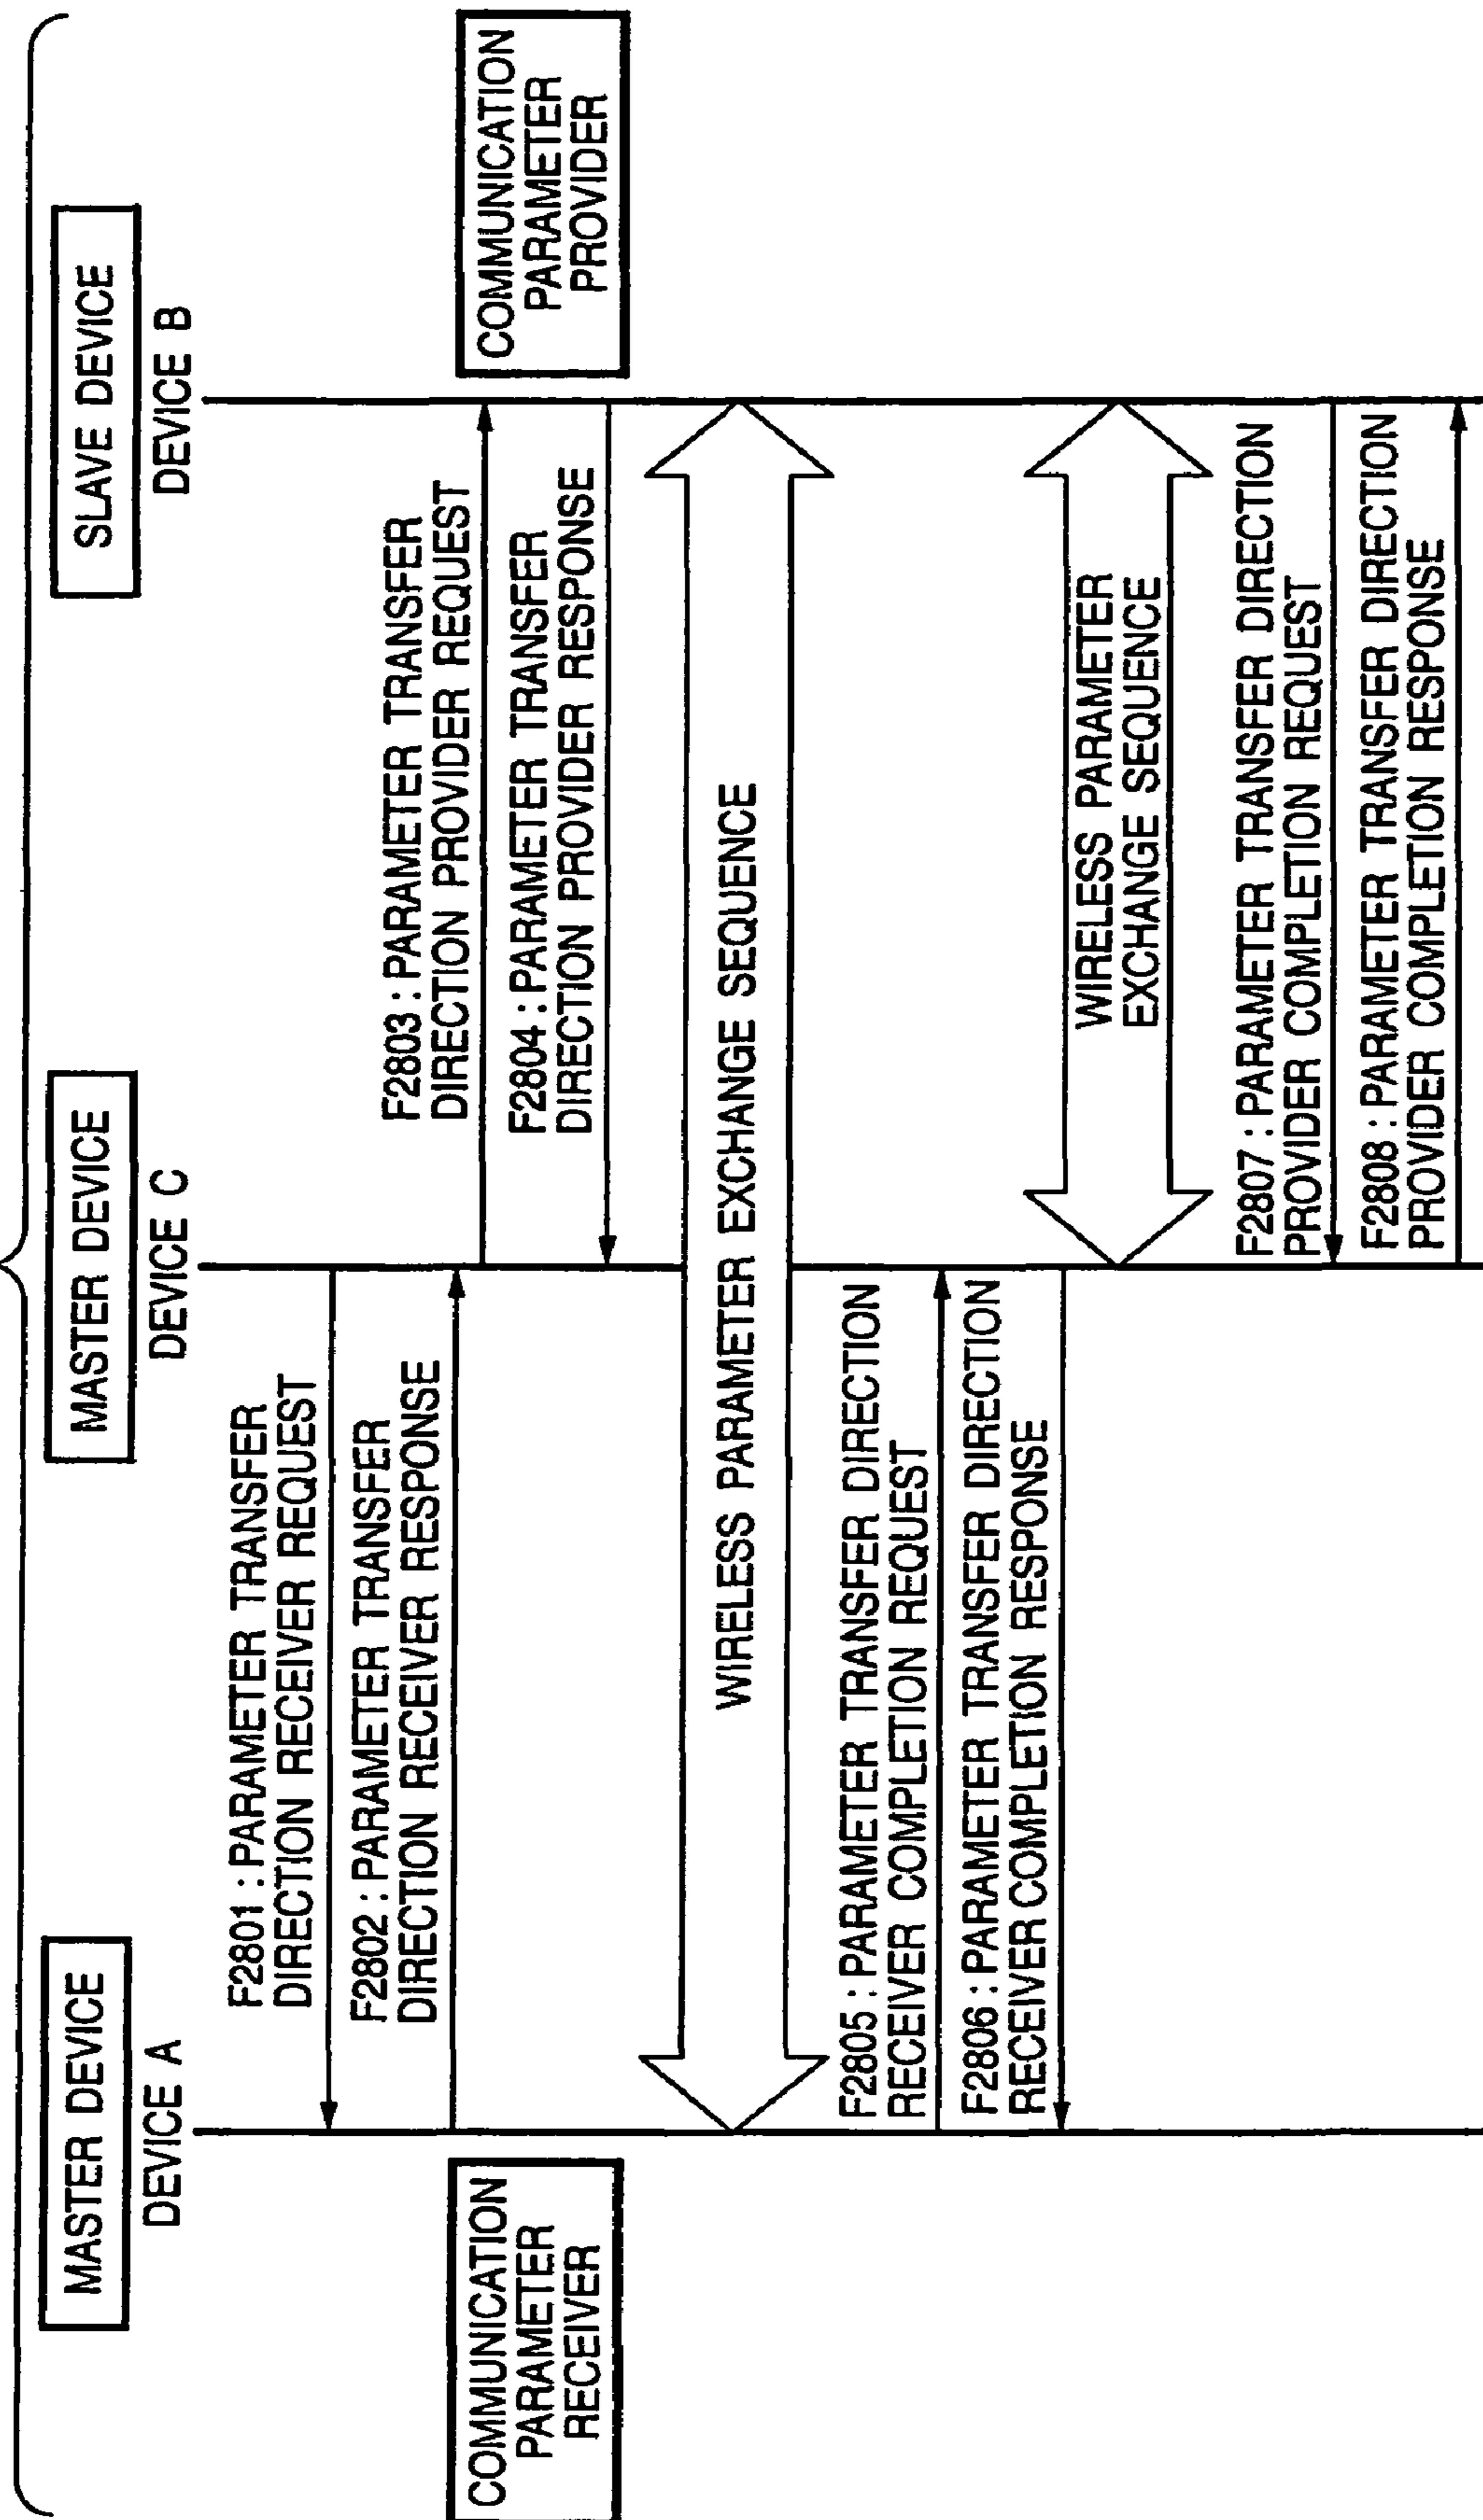 MASTER DEVICE
DEVICE A
MASTER DEVICE
DEVICE C
SLAVE DEVICE
DEVICE B
F2801 : PARAMETER TRANSFER
DIRECTION RECEIVER REQUEST
F2802 : PARAMETER TRANSFER
DIRECTION RECEIVER RESPONSE
COMMUNICATION
PARAMETER
RECEIVER
F2803 : PARAMETER TRANSFER
DIRECTION PROVIDER REQUEST
F2804 : PARAMETER TRANSFER
DIRECTION PROVIDER RESPONSE
COMMUNICATION
PARAMETER
PROVIDER
WIRELESS PARAMETER EXCHANGE SEQUENCE
F2805 : PARAMETER TRANSFER DIRECTION
RECEIVER COMPLETION REQUEST
F2806 : PARAMETER TRANSFER DIRECTION
RECEIVER COMPLETION RESPONSE
WIRELESS PARAMETER
EXCHANGE SEQUENCE
F2807 : PARAMETER TRANSFER DIRECTION
PROVIDER COMPLETION REQUEST
F2808 : PARAMETER TRANSFER DIRECTION
PROVIDER COMPLETION RESPONSE